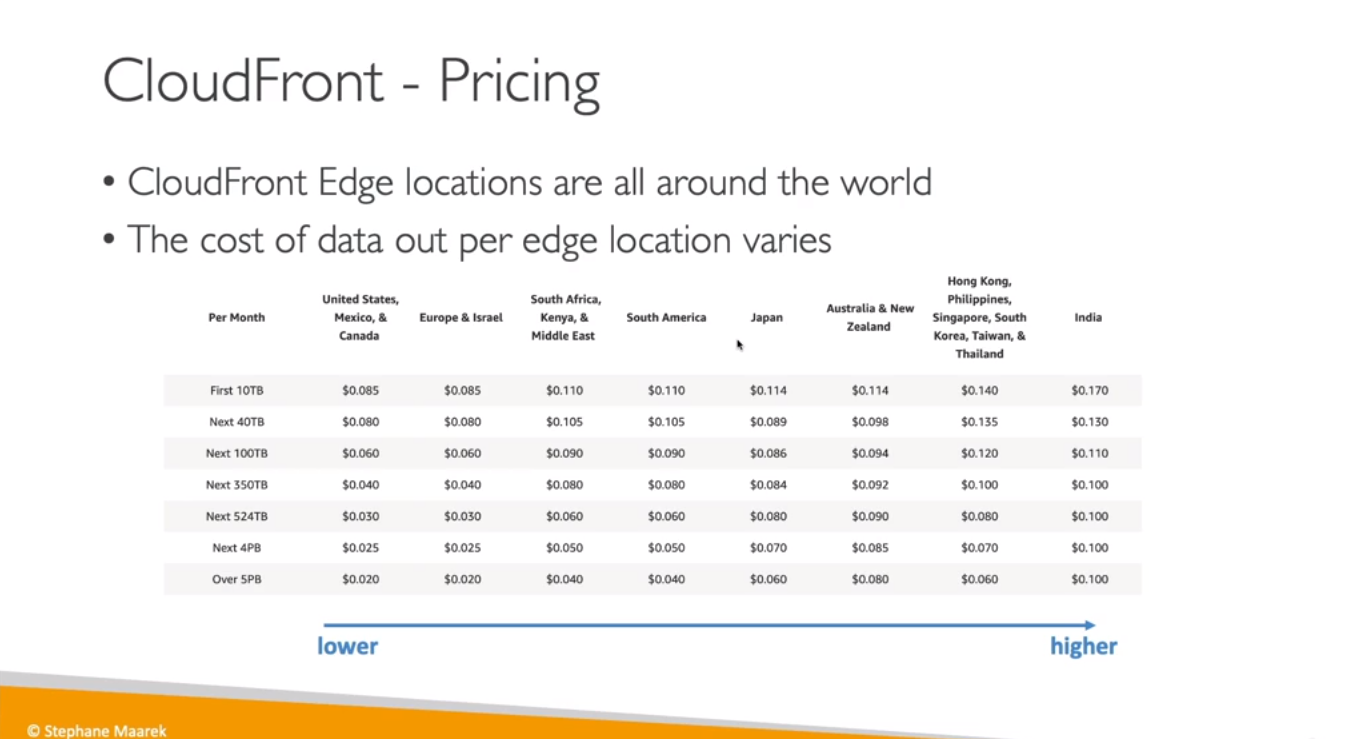 CloudFront - Pricing
• CloudFront Edge locations are all around the world
• The cost of data out per edge location varies
Per Month United States, Mexico, & Canada Europe & Israel South Africa, Kenya, & Middle East South America Japan Australia & New Zealand Hong Kong, Philippines, Singapore, South Korea, Taiwan, & Thailand India
First 10TB $0.085 $0.085 $0.110 $0.110 $0.114 $0.114 $0.140 $0.170
Next 40TB $0.080 $0.080 $0.105 $0.105 $0.089 $0.098 $0.135 $0.130
Next 100TB $0.060 $0.060 $0.090 $0.090 $0.086 $0.094 $0.120 $0.110
Next 350TB $0.040 $0.040 $0.080 $0.080 $0.084 $0.092 $0.100 $0.100
Next 524TB $0.030 $0.030 $0.060 $0.060 $0.080 $0.090 $0.080 $0.100
Next 4PB $0.025 $0.025 $0.050 $0.050 $0.070 $0.085 $0.070 $0.100
Over 5PB $0.020 $0.020 $0.040 $0.040 $0.060 $0.080 $0.060 $0.100
lower higher
© Stephane Maarek